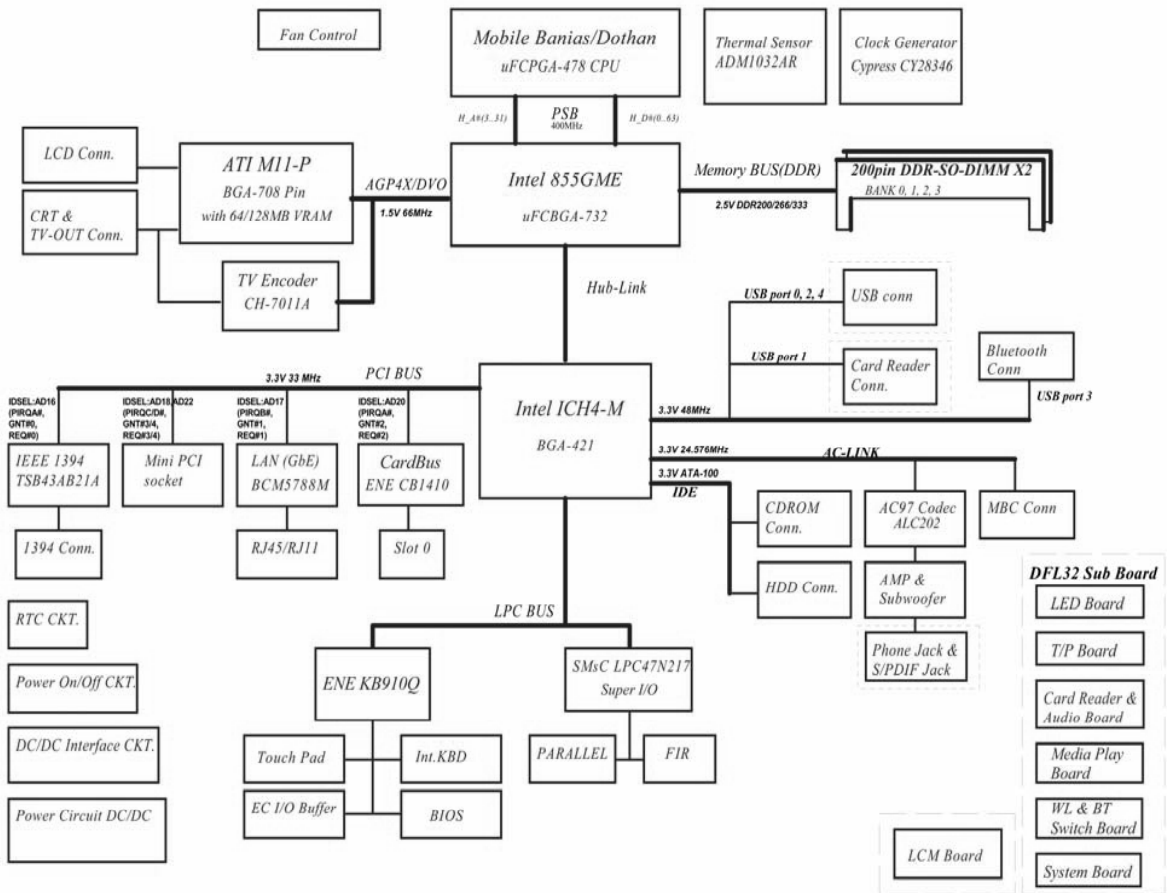 Fan Control
Mobile Banias/Dothan
uFCPGA-478 CPU
Thermal Sensor
ADM1032AR
Clock Generator
Cypress CY28346
H_A#(3..31)
PSB
400MHz
H_D#(0..63)
LCD Conn.
CRT &
TV-OUT Conn.
ATI M11-P
BGA-708 Pin
with 64/128MB VRAM
AGP4X/DVO
1.5V 66MHz
Intel 855GME
uFCBGA-732
Memory BUS(DDR)
2.5V DDR200/266/333
200pin DDR-SO-DIMM X2
BANK 0, 1, 2, 3
TV Encoder
CH-7011A
Hub-Link
USB port 0, 2, 4
USB conn
USB port 1
Card Reader
Conn.
Bluetooth
Conn
USB port 3
3.3V 33 MHz
PCI BUS
Intel ICH4-M
BGA-421
3.3V 48MHz
3.3V 24.576MHz
AC-LINK
3.3V ATA-100
IDE
IDSEL:AD16
(PIRQA#,
GNT#0,
REQ#0)
IDSEL:AD18,AD22
(PIRQC/D#,
GNT#3/4,
REQ#3/4)
IDSEL:AD17
(PIRQB#,
GNT#1,
REQ#1)
IDSEL:AD20
(PIRQA#,
GNT#2,
REQ#2)
IEEE 1394
TSB43AB21A
Mini PCI
socket
LAN (GbE)
BCM5788M
CardBus
ENE CB1410
1394 Conn.
RJ45/RJ11
Slot 0
CDROM
Conn.
AC97 Codec
ALC202
MBC Conn
HDD Conn.
AMP &
Subwoofer
Phone Jack &
S/PDIF Jack
RTC CKT.
Power On/Off CKT.
DC/DC Interface CKT.
Power Circuit DC/DC
LPC BUS
ENE KB910Q
SMsC LPC47N217
Super I/O
Touch Pad
Int.KBD
EC I/O Buffer
BIOS
PARALLEL
FIR
DFL32 Sub Board
LED Board
T/P Board
Card Reader &
Audio Board
Media Play
Board
WL & BT
Switch Board
System Board
LCM Board